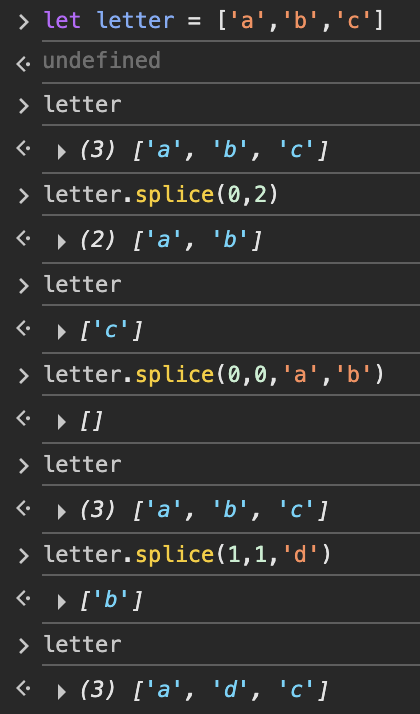 > let letter = ['a','b','c']
undefined
> letter
▸ (3) ['a', 'b', 'c']
> letter.splice(0,2)
▸ (2) ['a', 'b']
> letter
▸ ['c']
> letter.splice(0,0,'a','b')
▸ []
> letter
▸ (3) ['a', 'b', 'c']
> letter.splice(1,1,'d')
▸ ['b']
> letter
▸ (3) ['a', 'd', 'c']